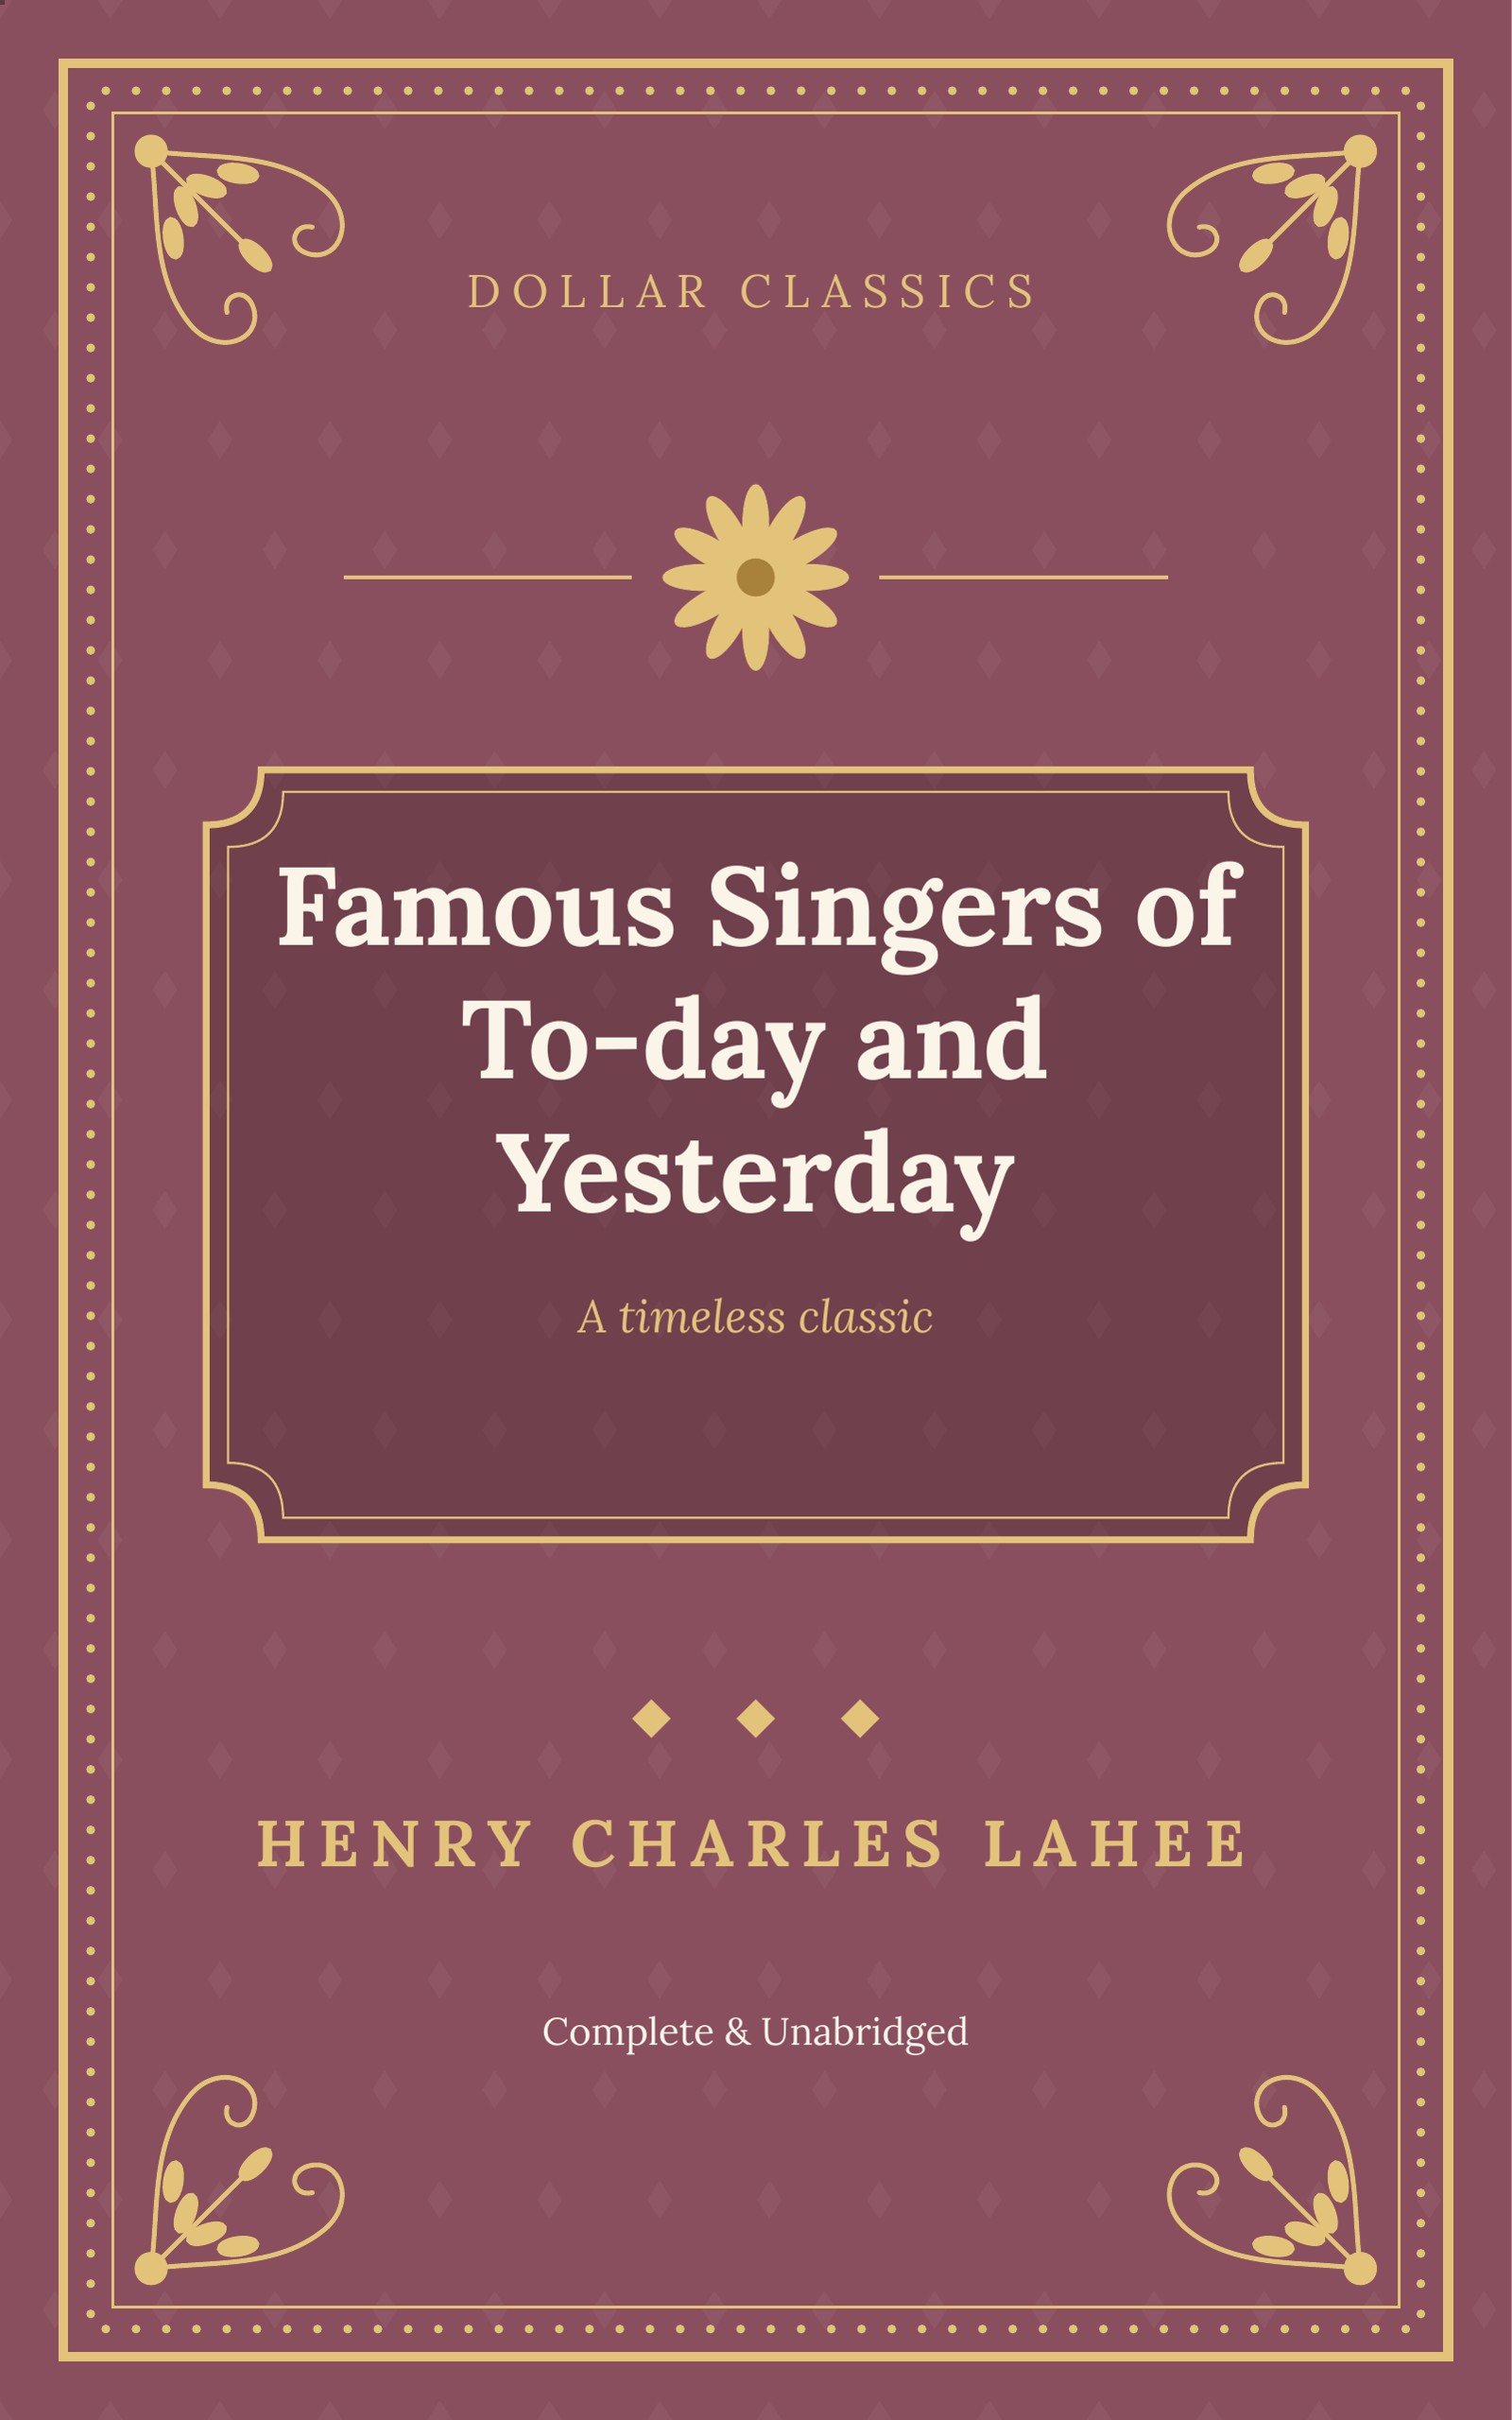 DOLLAR CLASSICS
Famous Singers of
To-day and
Yesterday
A timeless classic
HENRY CHARLES LAHEE
Complete & Unabridged